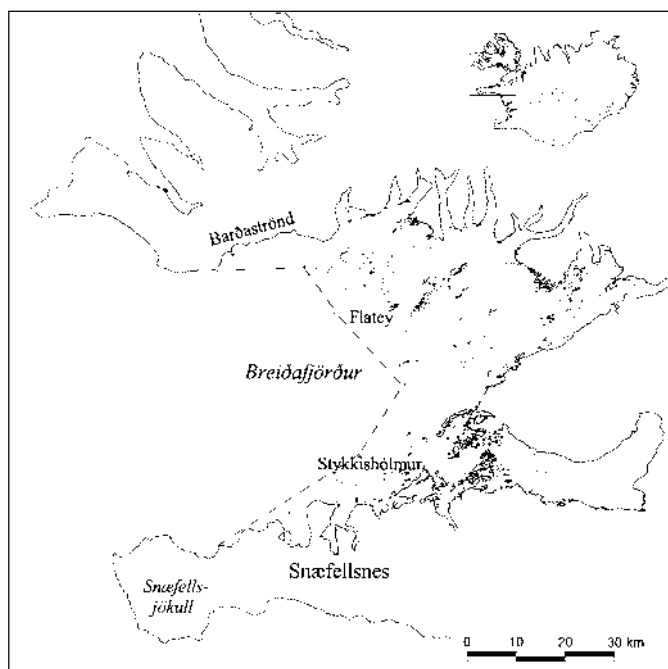 Barðaströnd
Flatey
Breiðafjörður
Stykkishólmur
Snæfellsnes
Snæfells-
jökull
0 10 20 30 km